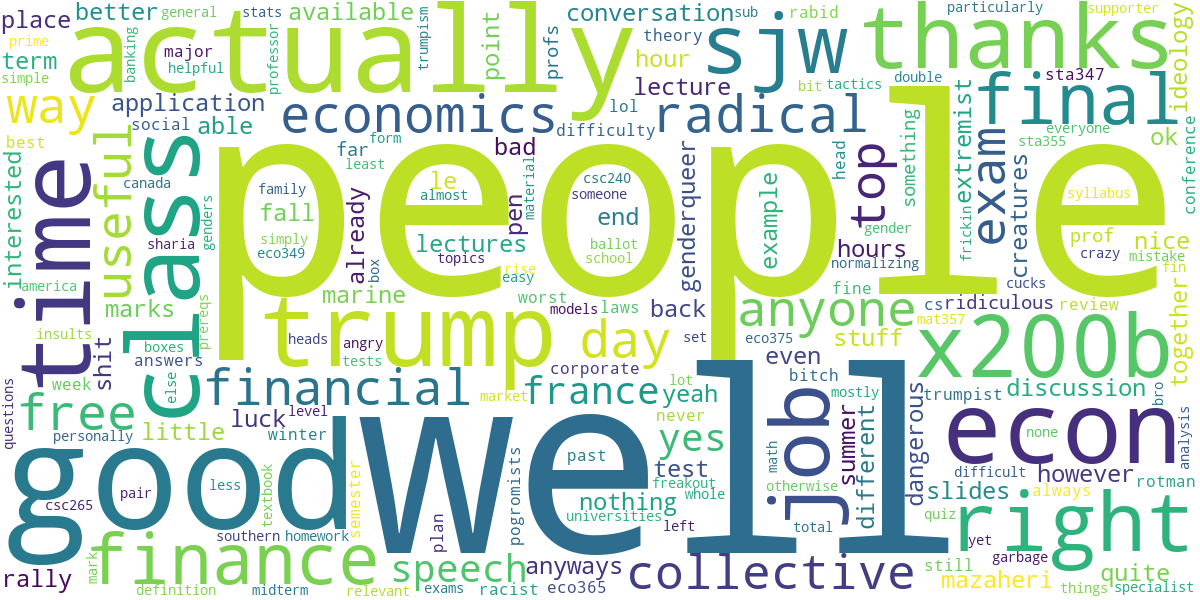 people
well
actually
good
class
time
trump
sjw
thanks
final
econ
right
x200b
job
finance
financial
economics
radical
anyone
day
free
way
useful
top
exam
france
yes
speech
collective
better
available
conversation
place
term
application
able
social
major
helpful
banking
general
stats
professor
trumpism
point
profs
theory
sub
rabid
hour
lecture
lol
difficulty
bit
tactics
double
particularly
supporter
prime
simple
best
interested
canada
sharia
genders
america
insults
marks
boxes
answers
prereqs
week
shit
questions
personally
little
luck
level
winter
family
fall
simply
eco349
far
form
least
le
almost
already
marine
box
lectures
topics
rise
easy
worst
models
bad
pen
material
example
csc240
someone
end
ballot
school
laws
back
set
genderqueer
gender
normalizing
hours
head
something
extremist
frickin
creatures
sta347
everyone
sta355
ok
ideology
conference
syllabus
prof
nice
crazy
mistake
fin
cucks
cs
ridiculous
review
mat357
together
fine
stuff
eco375
even
bitch
mostly
discussion
trumpist
bro
none
analysis
difficult
however
always
rotman
slides
quiz
yet
garbage
still
quite
mazaheri
things
specialist
heads
angry
tests
market
corporate
lot
yeah
never
test
freakout
whole
nothing
universities
left
anyways
racist
eco365
exams
plan
pogromists
past
math
otherwise
total
summer
different
dangerous
csc265
pair
less
textbook
semester
southern
homework
rally
mark
definition
midterm
relevant
else